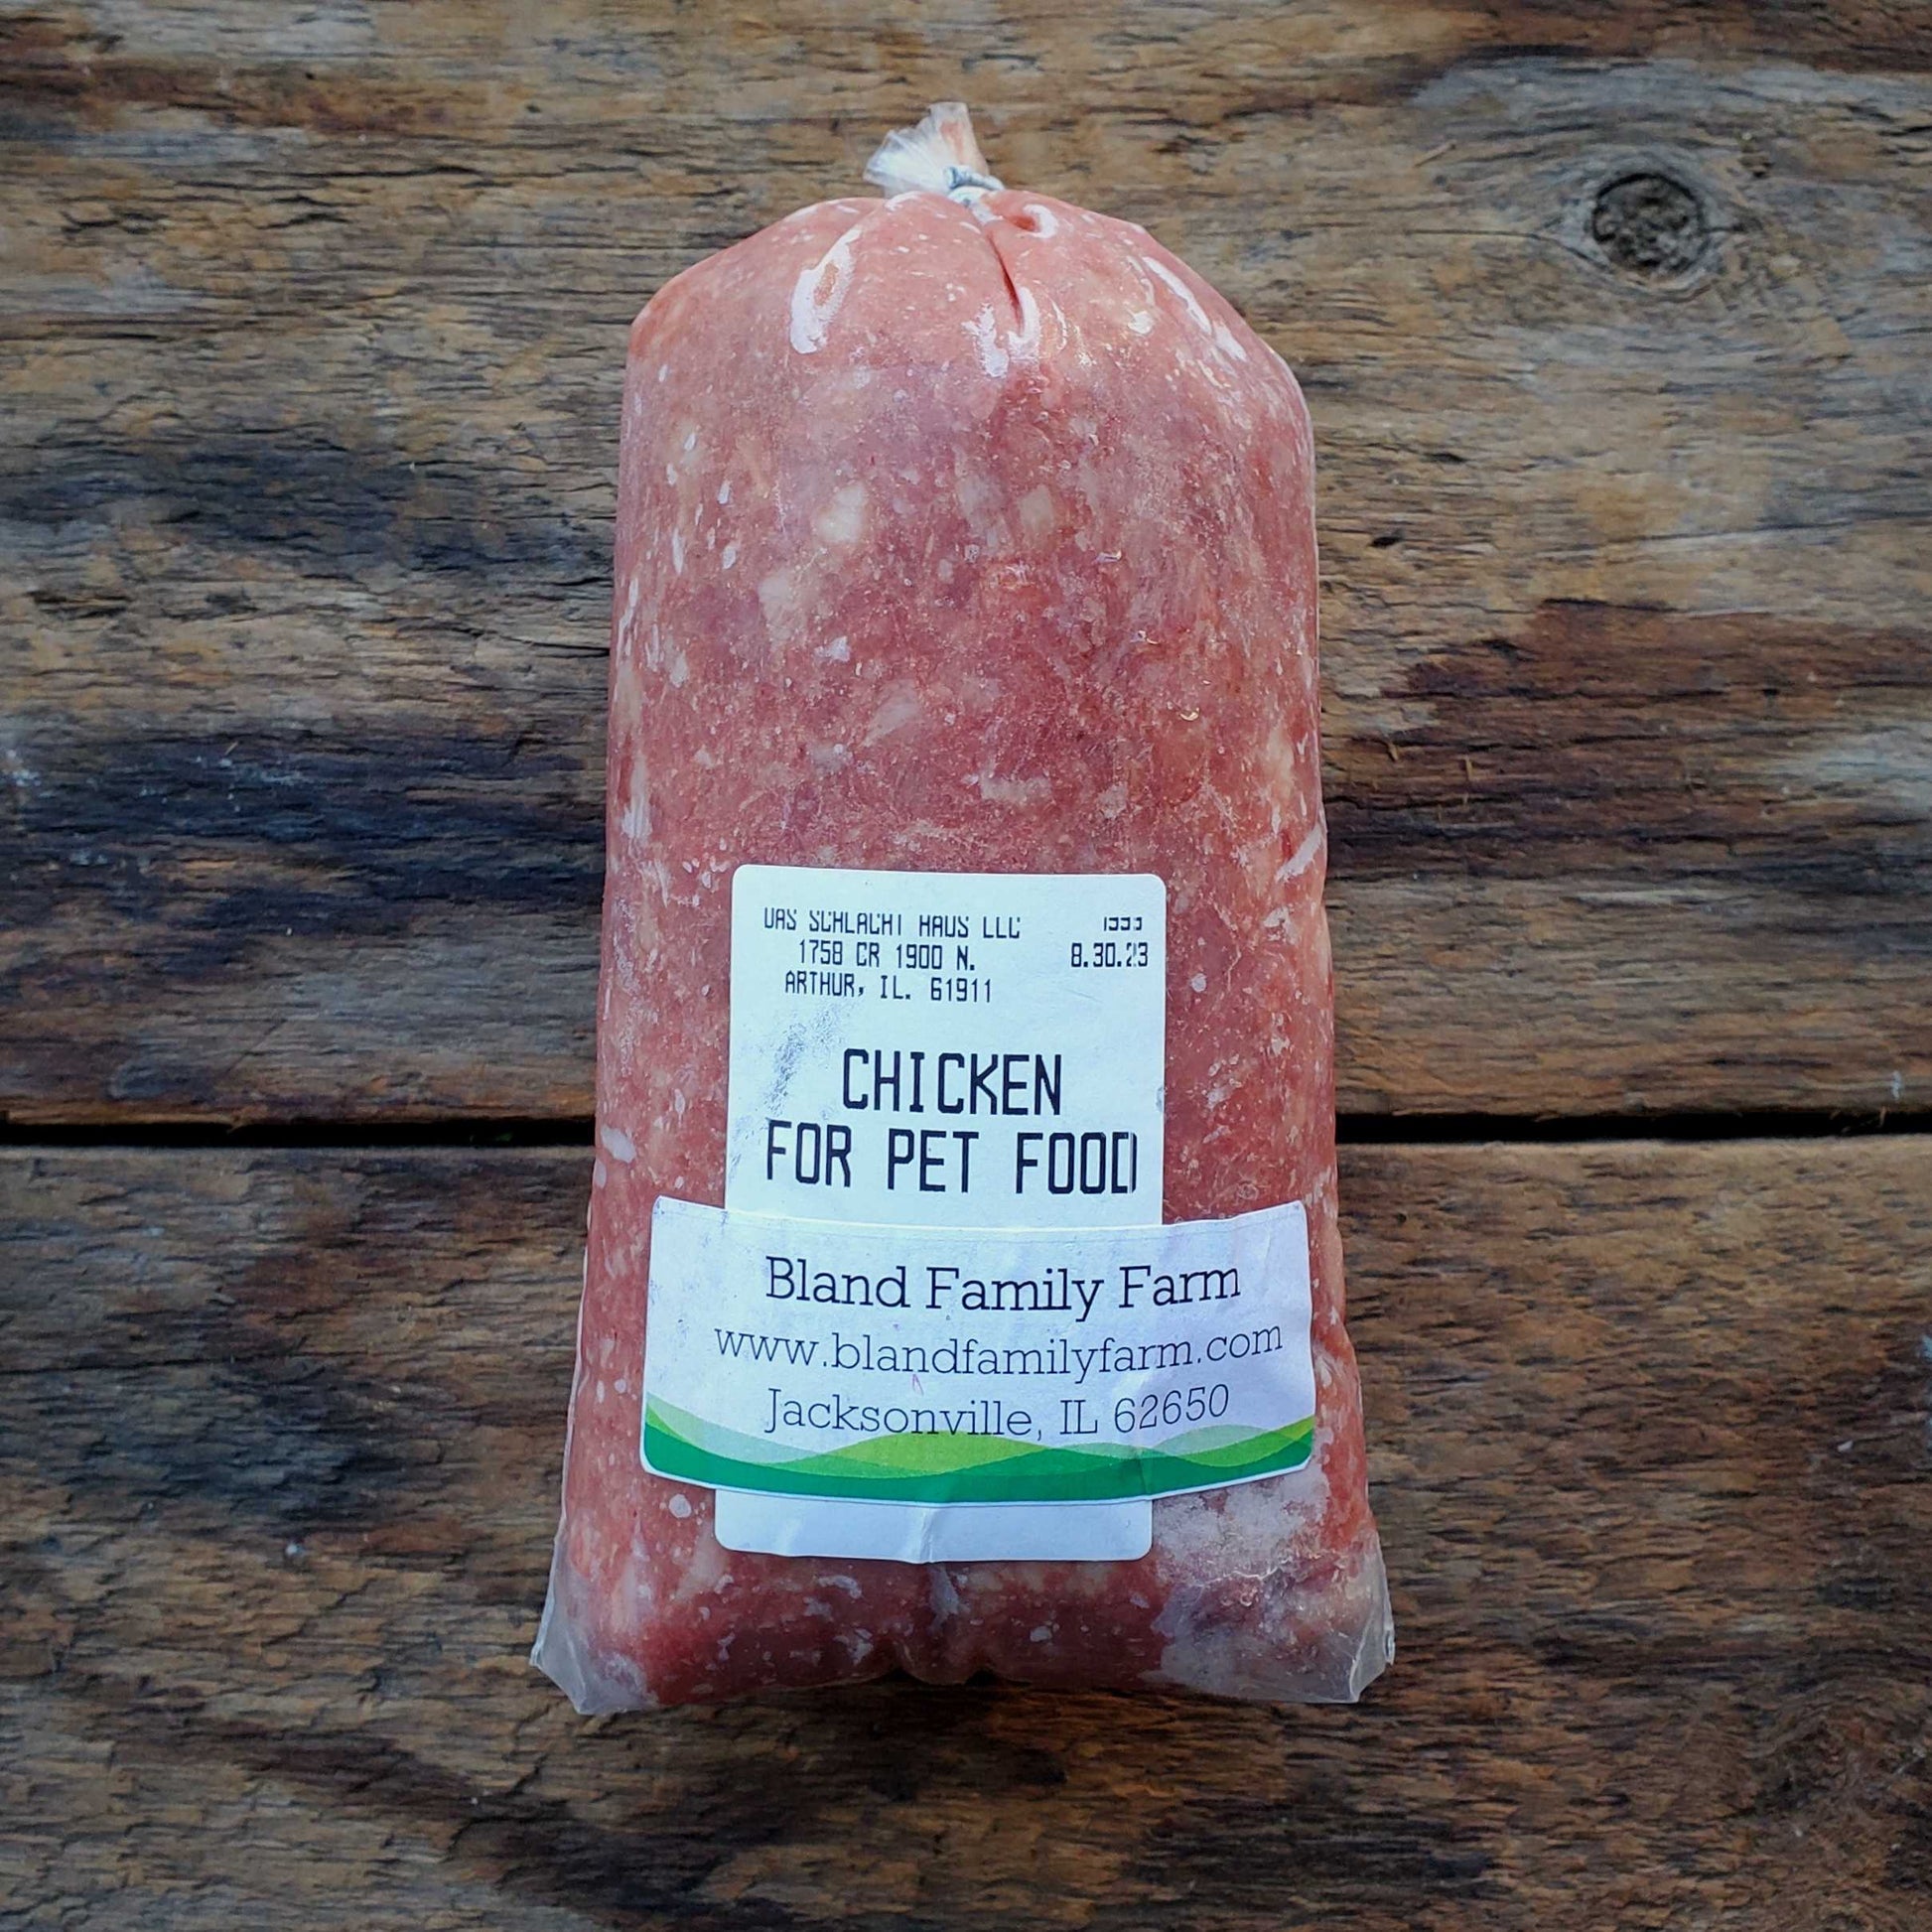 DAS SCHLACHT HAUS LLC
1758 CR 1900 N. 8.30.23
ARTHUR, IL. 61911
CHICKEN
FOR PET FOOD
Bland Family Farm
www.blandfamilyfarm.com
Jacksonville, IL 62650